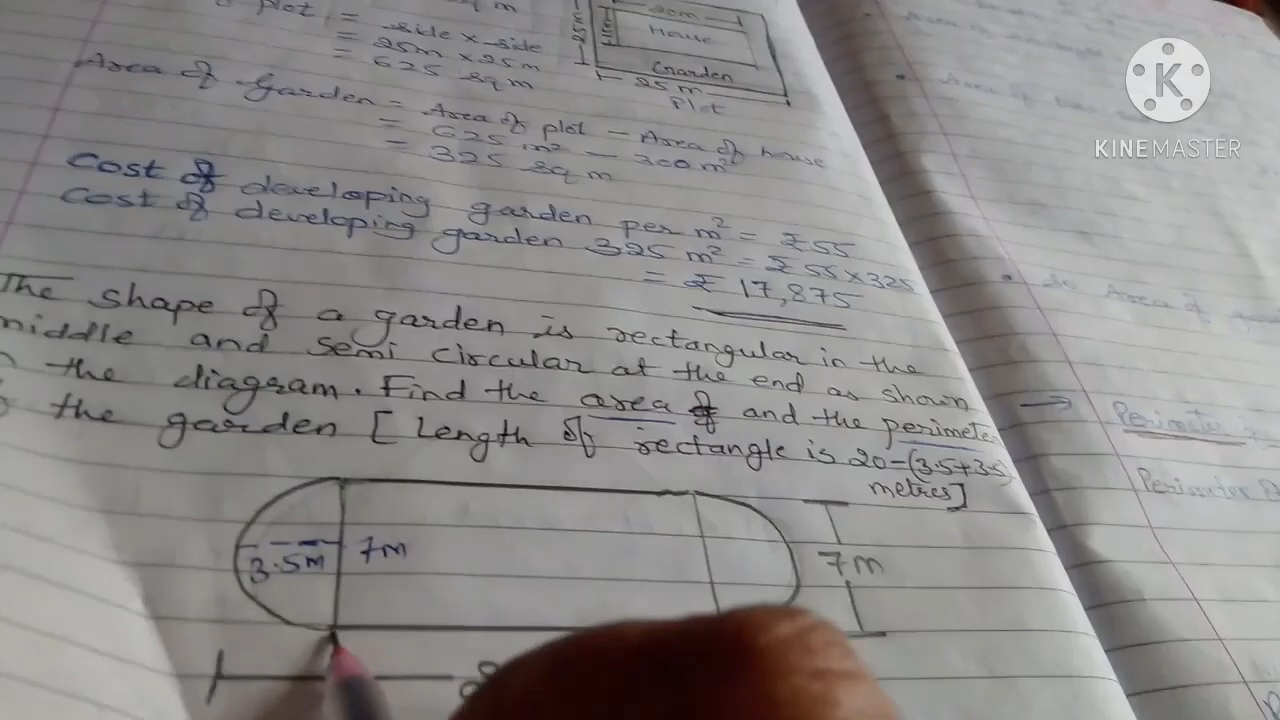 plot = side × side
= 25m × 25m
= 625 sq m
House
Garden
25 m
Plot
Area of Garden = Area of plot - Area of house
= 625 m² - 300 m²
= 325 sq m
Cost of developing garden per m² = ₹55
Cost of developing garden 325 m² = ₹55×325
= ₹ 17,875
The shape of a garden is rectangular in the
middle and semi circular at the end as shown
the diagram. Find the area of and the perimeter
the garden [Length of rectangle is 20-(3.5+3.5)
metres]
3.5m 7m
7m
Area of
→ Perimeter
Perimeter
K
KINEMASTER